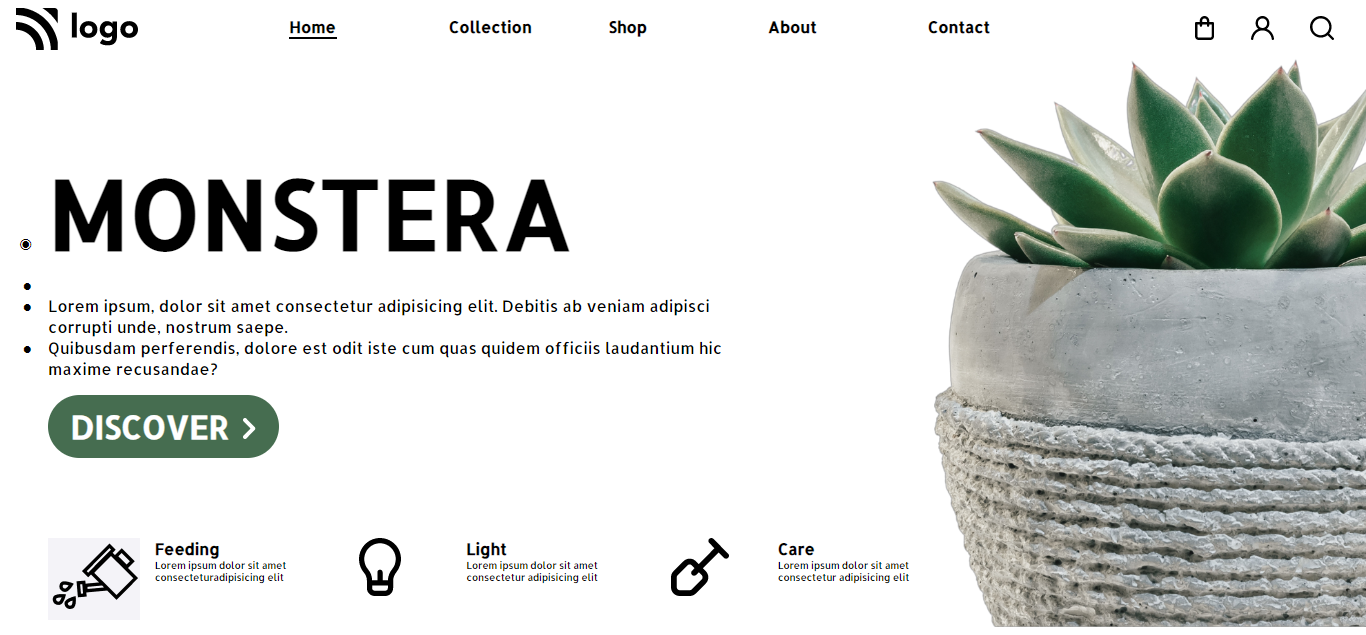 logo
Home
Collection
Shop
About
Contact
MONSTERA
Lorem ipsum, dolor sit amet consectetur adipisicing elit. Debitis ab veniam adipisci
corrupti unde, nostrum saepe.
Quibusdam perferendis, dolore est odit iste cum quas quidem officiis laudantium hic
maxime recusandae?
DISCOVER
Feeding
Lorem ipsum dolor sit amet
consecteturadipisicing elit
Light
Lorem ipsum dolor sit amet
consectetur adipisicing elit
Care
Lorem ipsum dolor sit amet
consectetur adipisicing elit